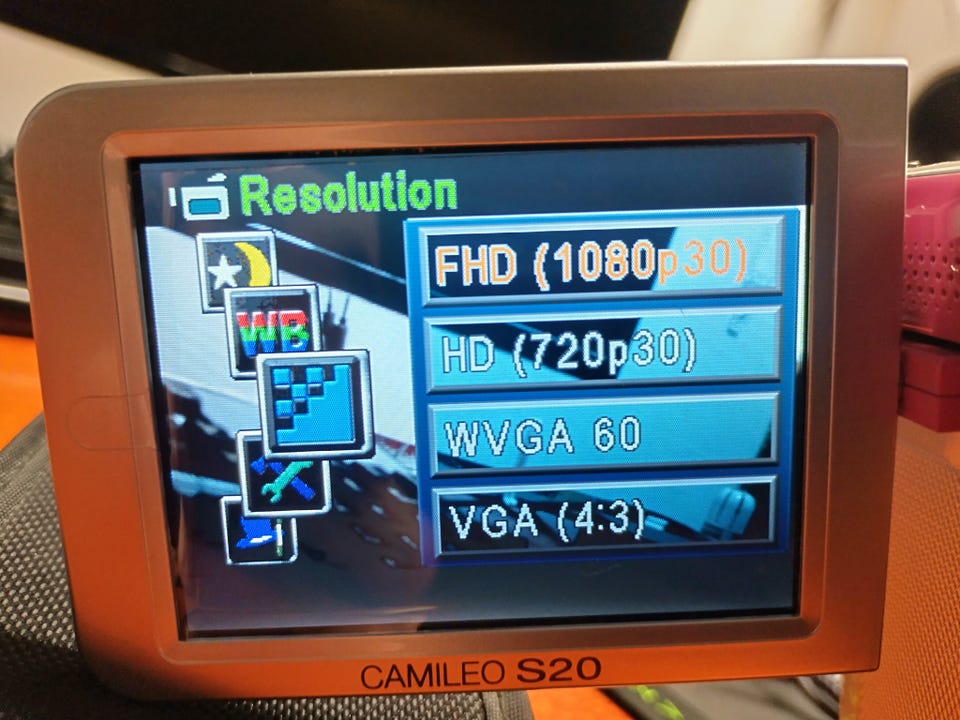 Resolution
FHD (1080p30)
WB
HD (720p30)
WVGA 60
VGA (4:3)
CAMILEO S20